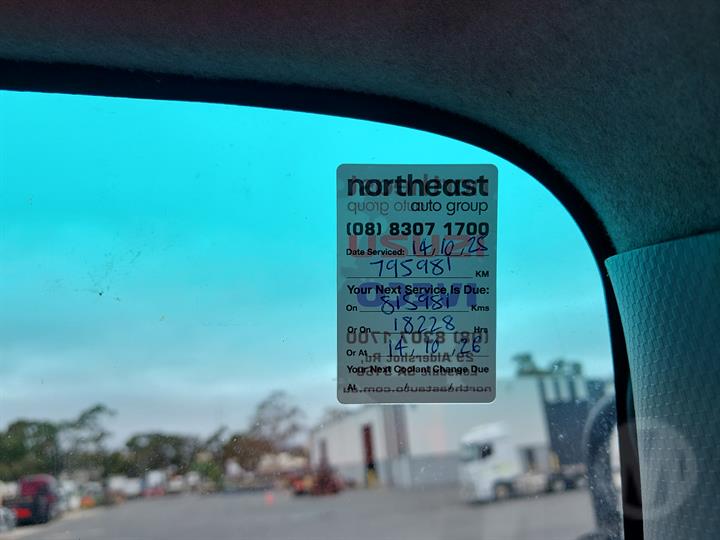 northeast
auto group
(08) 8307 1700
Date Serviced: 14, 10, 25
795981 KM
Your Next Service Is Due:
On 815981 Kms
Or On 18228 Hrs
Or At 14, 10, 26
Your Next Coolant Change Due
At / /